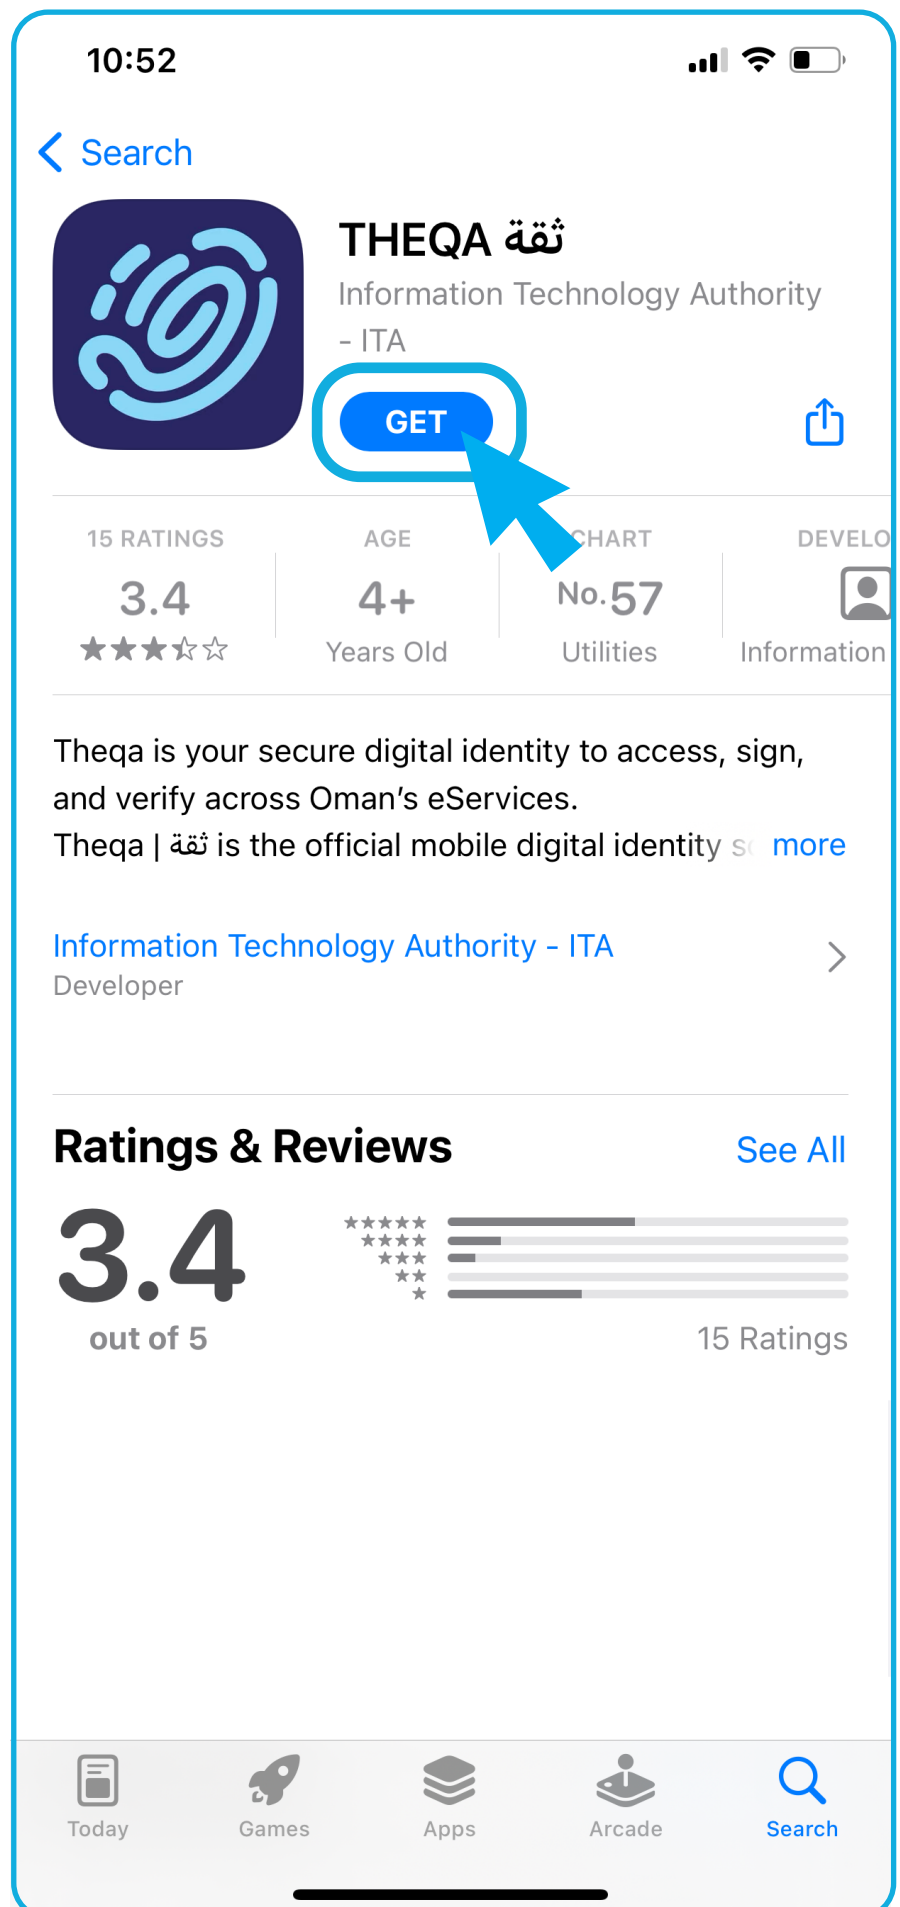 10:52
Search
THEQA ثقة
Information Technology Authority
- ITA
GET
15 RATINGS
3.4
AGE
4+
Years Old
CHART
No.57
Utilities
DEVELO
Information
Theqa is your secure digital identity to access, sign,
and verify across Oman's eServices.
Theqa | ثقة is the official mobile digital identity more
Information Technology Authority - ITA
Developer
Ratings & Reviews
See All
3.4
out of 5
15 Ratings
Today
Games
Apps
Arcade
Search